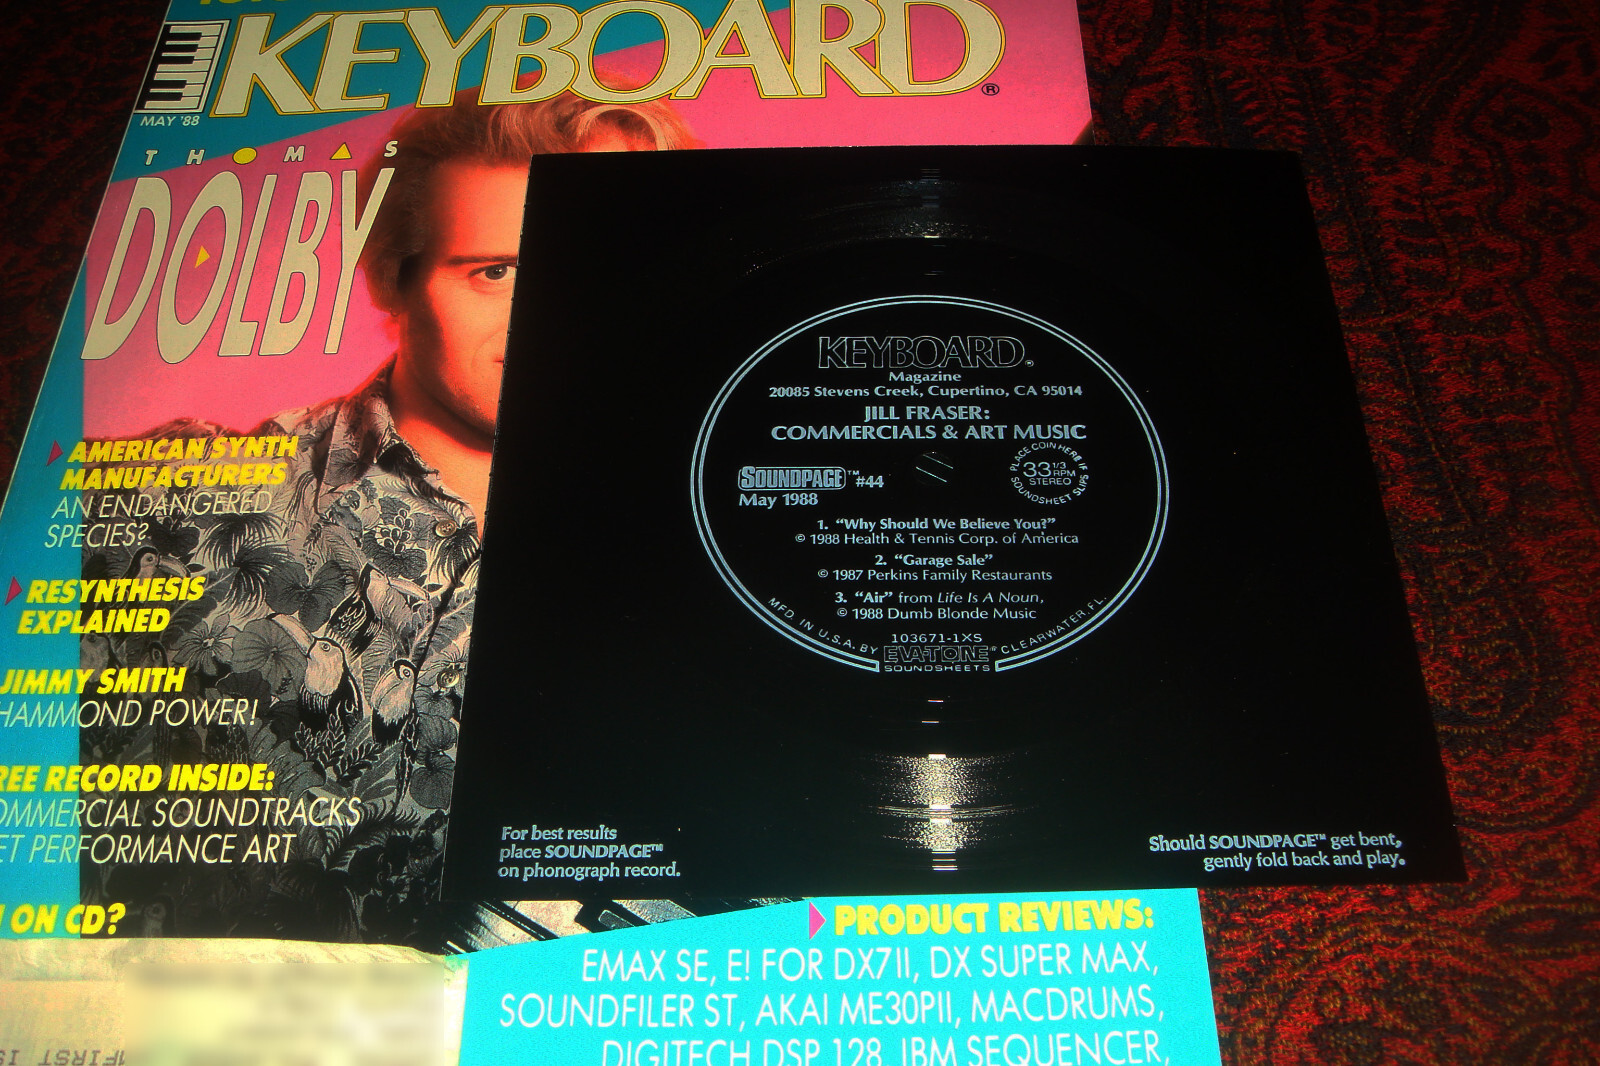 KEYBOARD®
MAY '88
THOMAS
DOLBY
AMERICAN SYNTH
MANUFACTURERS
AN ENDANGERED
SPECIES?
RESYNTHESIS
EXPLAINED
JIMMY SMITH
HAMMOND POWER!
REE RECORD INSIDE:
OMMERCIAL SOUNDTRACKS
ET PERFORMANCE ART
ON CD?
FIRST
KEYBOARD®
Magazine
20085 Stevens Creek, Cupertino, CA 95014
JILL FRASER:
COMMERCIALS & ART MUSIC
SOUNDPAGE™ #44
May 1988
PLACE COIN HERE IF
SOUNDSHEET SLIPS
33 1/3
RPM
STEREO
1. “Why Should We Believe You?”
© 1988 Health & Tennis Corp. of America
2. “Garage Sale”
© 1987 Perkins Family Restaurants
3. “Air” from Life Is A Noun,
© 1988 Dumb Blonde Music
103671-1XS
MFD. IN U.S.A. BY EVA-TONE® CLEARWATER, FL.
SOUNDSHEETS
For best results
place SOUNDPAGE™
on phonograph record.
Should SOUNDPAGE™ get bent,
gently fold back and play.
PRODUCT REVIEWS:
EMAX SE, E! FOR DX7II, DX SUPER MAX,
SOUNDFILER ST, AKAI ME30PII, MACDRUMS,
DIGITECH DSP 128, IBM SEQUENCER,